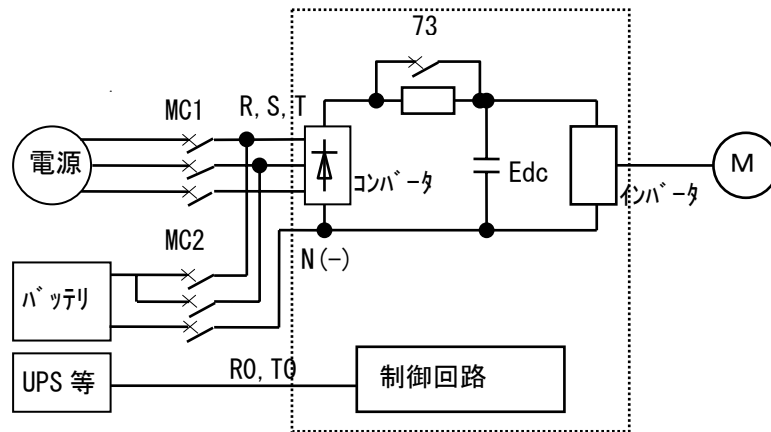 73
MC1
R, S, T
電源
コンバータ
Edc
インバータ
M
MC2
N(-)
バッテリ
UPS 等
R0, T0
制御回路